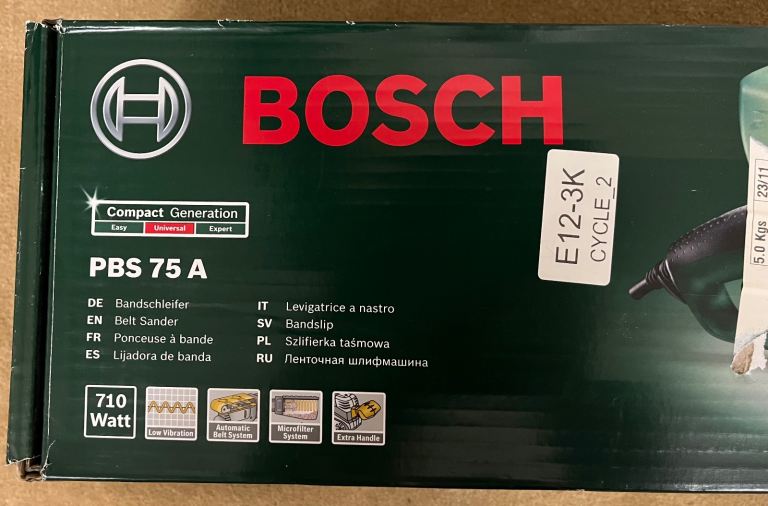 BOSCH
E12-3K
CYCLE_2
5.0 Kgs 23/11
Compact Generation
Easy Universal Expert
PBS 75 A
DE Bandschleifer
EN Belt Sander
FR Ponceuse à bande
ES Lijadora de banda
IT Levigatrice a nastro
SV Bandslip
PL Szlifierka taśmowa
RU Ленточная шлифмашина
710
Watt
Low Vibration
Automatic
Belt System
Microfilter
System
Extra Handle